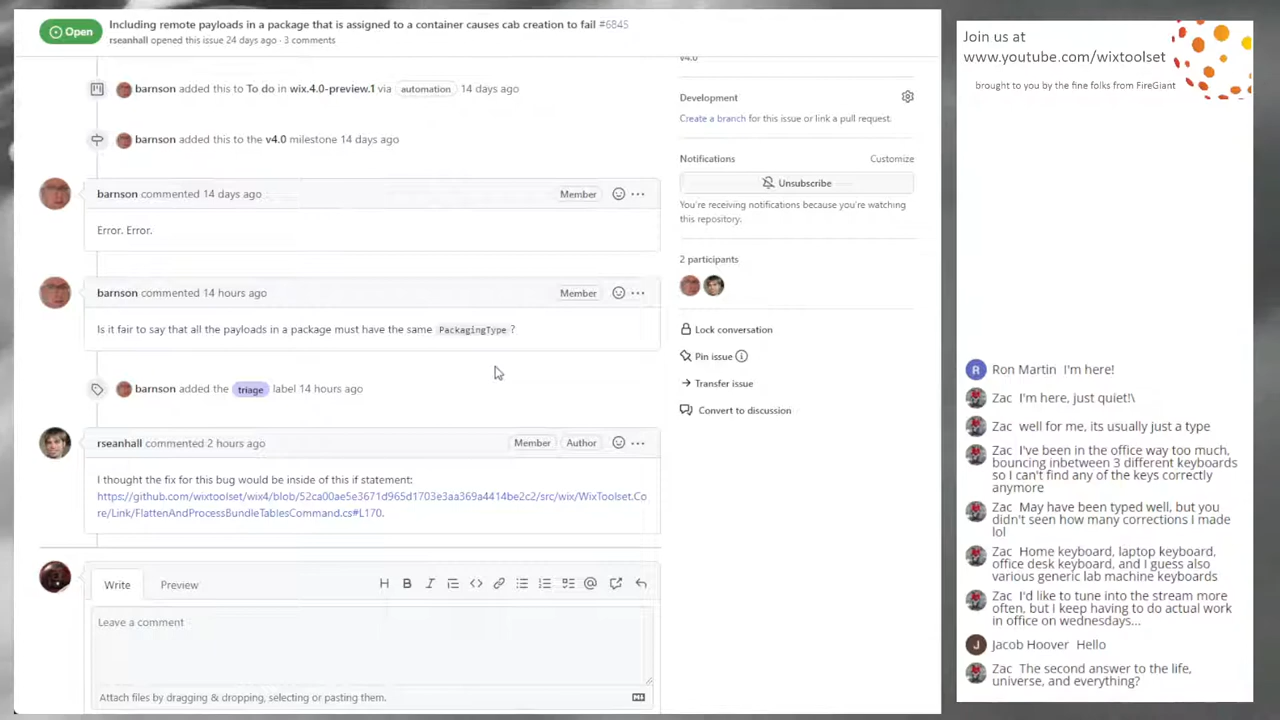 Open
Including remote payloads in a package that is assigned to a container causes cab creation to fail #6845
rseanhall opened this issue 24 days ago · 3 comments
barnson added this to To do in wix.4.0-preview.1 via automation 14 days ago
barnson added this to the v4.0 milestone 14 days ago
barnson commented 14 days ago
Member
Error. Error.
barnson commented 14 hours ago
Member
Is it fair to say that all the payloads in a package must have the same PackagingType ?
barnson added the triage label 14 hours ago
rseanhall commented 2 hours ago
Member
Author
I thought the fix for this bug would be inside of this if statement:
https://github.com/wixtoolset/wix4/blob/52ca00ae5e3671d965d1703e3aa369a4414be2c2/src/wix/WixToolset.Co
re/Link/FlattenAndProcessBundleTablesCommand.cs#L170.
Write
Preview
Leave a comment
Attach files by dragging & dropping, selecting or pasting them.
v4.0
Development
Create a branch for this issue or link a pull request.
Notifications
Customize
Unsubscribe
You're receiving notifications because you're watching
this repository.
2 participants
Lock conversation
Pin issue
Transfer issue
Convert to discussion
Join us at
www.youtube.com/wixtoolset
brought to you by the fine folks from FireGiant
R Ron Martin I'm here!
Zac I'm here, just quiet!\
Zac well for me, its usually just a type
Zac I've been in the office way too much,
bouncing inbetween 3 different keyboards
so I can't find any of the keys correctly
anymore
Zac May have been typed well, but you
didn't seen how many corrections I made
lol
Zac Home keyboard, laptop keyboard,
office desk keyboard, and I guess also
various generic lab machine keyboards
Zac I'd like to tune into the stream more
often, but I keep having to do actual work
in office on wednesdays...
J Jacob Hoover Hello
Zac The second answer to the life,
universe, and everything?